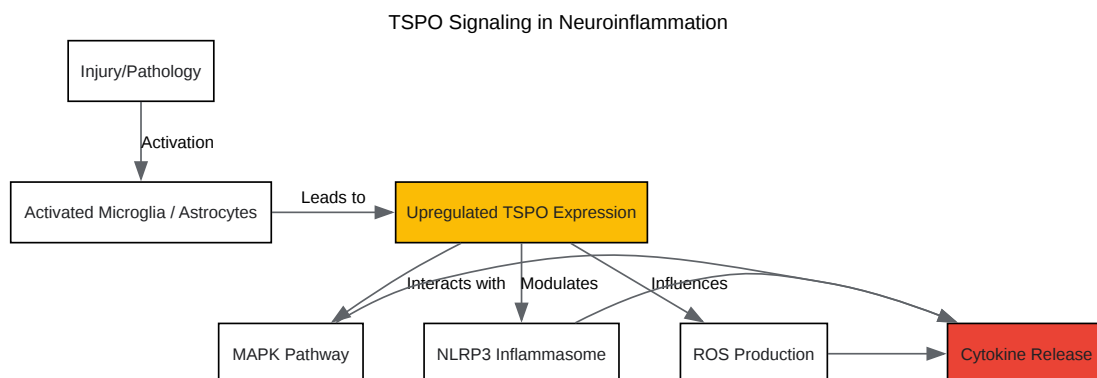 TSPO Signaling in Neuroinflammation
Injury/Pathology
Activation
Activated Microglia / Astrocytes
Leads to
Upregulated TSPO Expression
Interacts with
Modulates
Influences
MAPK Pathway
NLRP3 Inflammasome
ROS Production
Cytokine Release